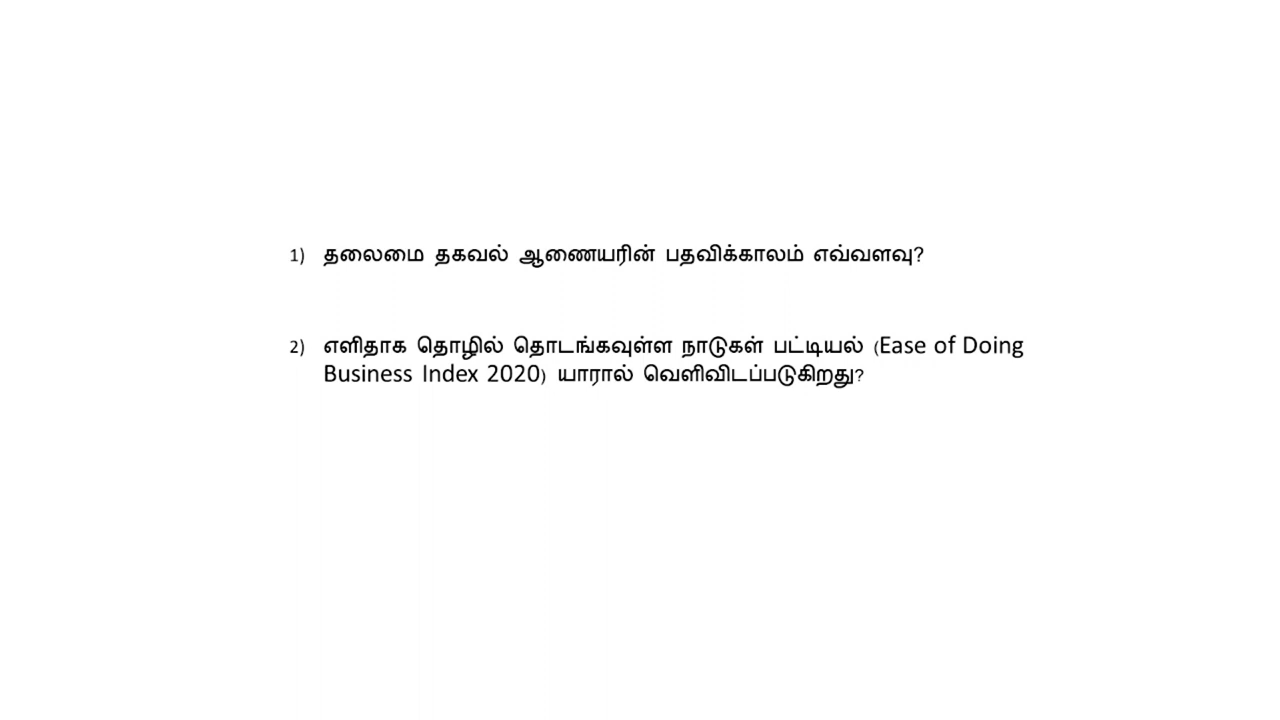 1) தலைமை தகவல் ஆணையரின் பதவிக்காலம் எவ்வளவு?
2) எளிதாக தொழில் தொடங்கவுள்ள நாடுகள் பட்டியல் (Ease of Doing
Business Index 2020) யாரால் வெளிவிடப்படுகிறது?